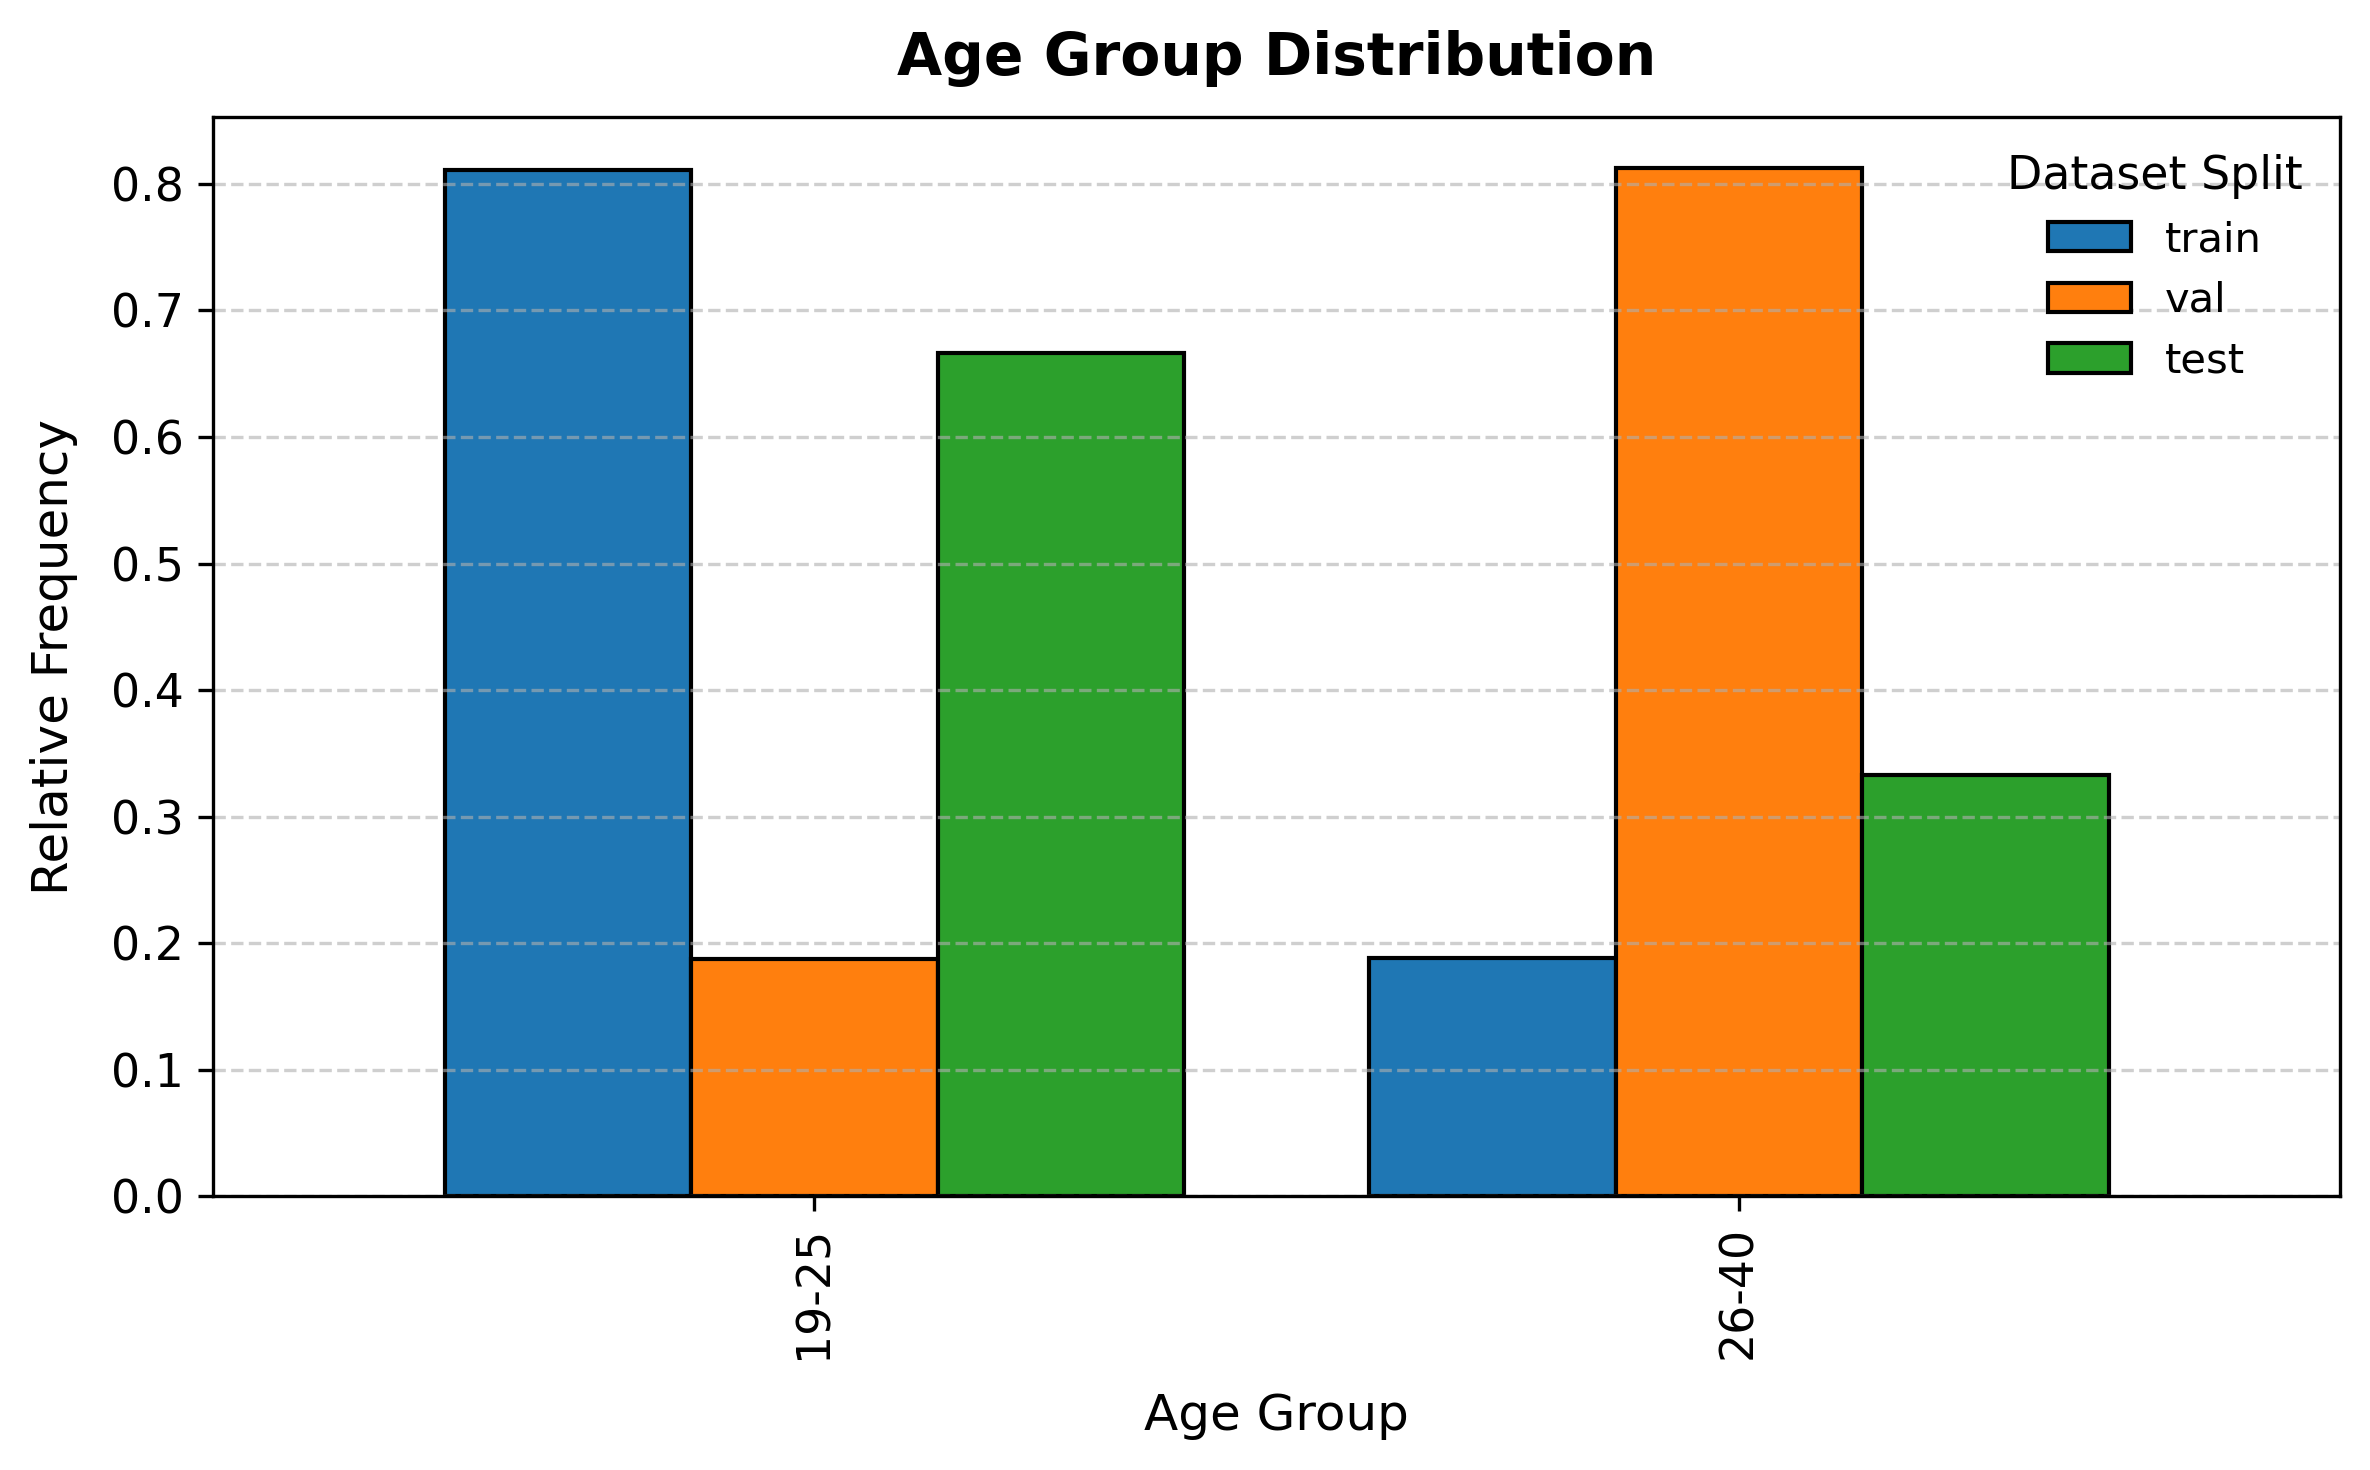 Age Group Distribution
Relative Frequency
0.8
0.7
0.6
0.5
0.4
0.3
0.2
0.1
0.0
Dataset Split
train
val
test
19-25
26-40
Age Group